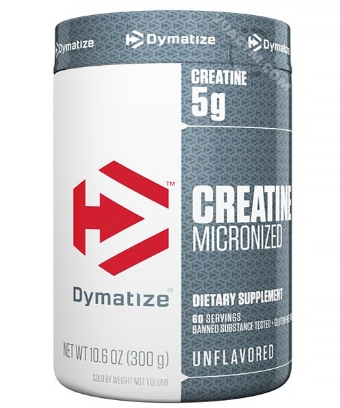 Dymatize
Dymatize
CREATINE
5g
CREATINE
MICRONIZED
Dymatize®
™
DIETARY SUPPLEMENT
60 SERVINGS
BANNED SUBSTANCE TESTED •
UNFLAVORED
NET WT 10.6 OZ (300 g)
SOLD BY WEIGHT NOT VOLUME